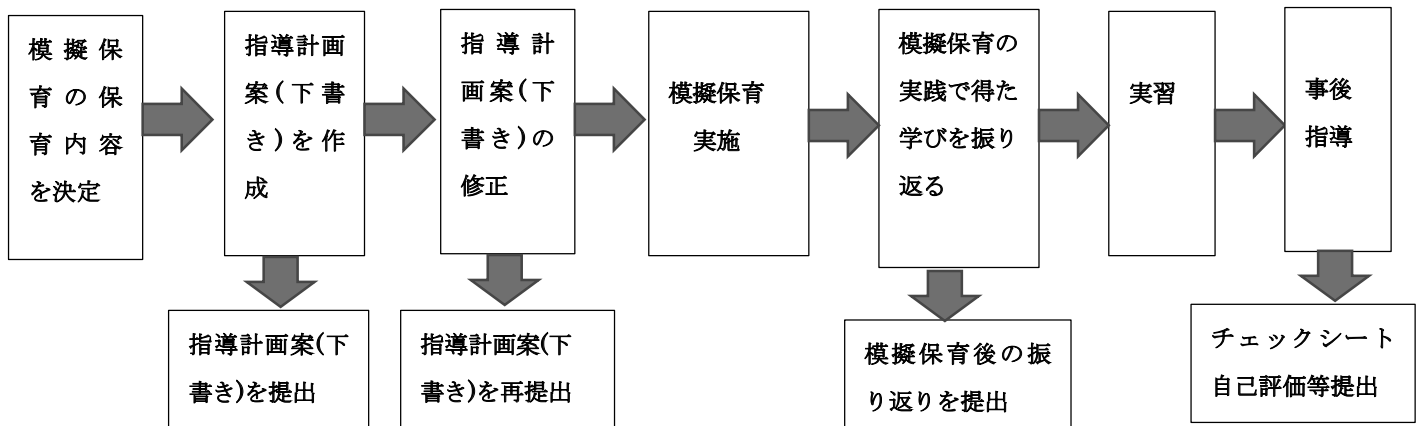 模擬保
育の保
育内容
を決定
指導計画
案(下書
き)を作
成
指導計
画案(下
書き)の
修正
模擬保育
実施
模擬保育の
実践で得た
学びを振り
返る
実習
事後
指導
指導計画案(下
書き)を提出
指導計画案(下
書き)を再提出
模擬保育後の振
り返りを提出
チェックシート
自己評価等提出